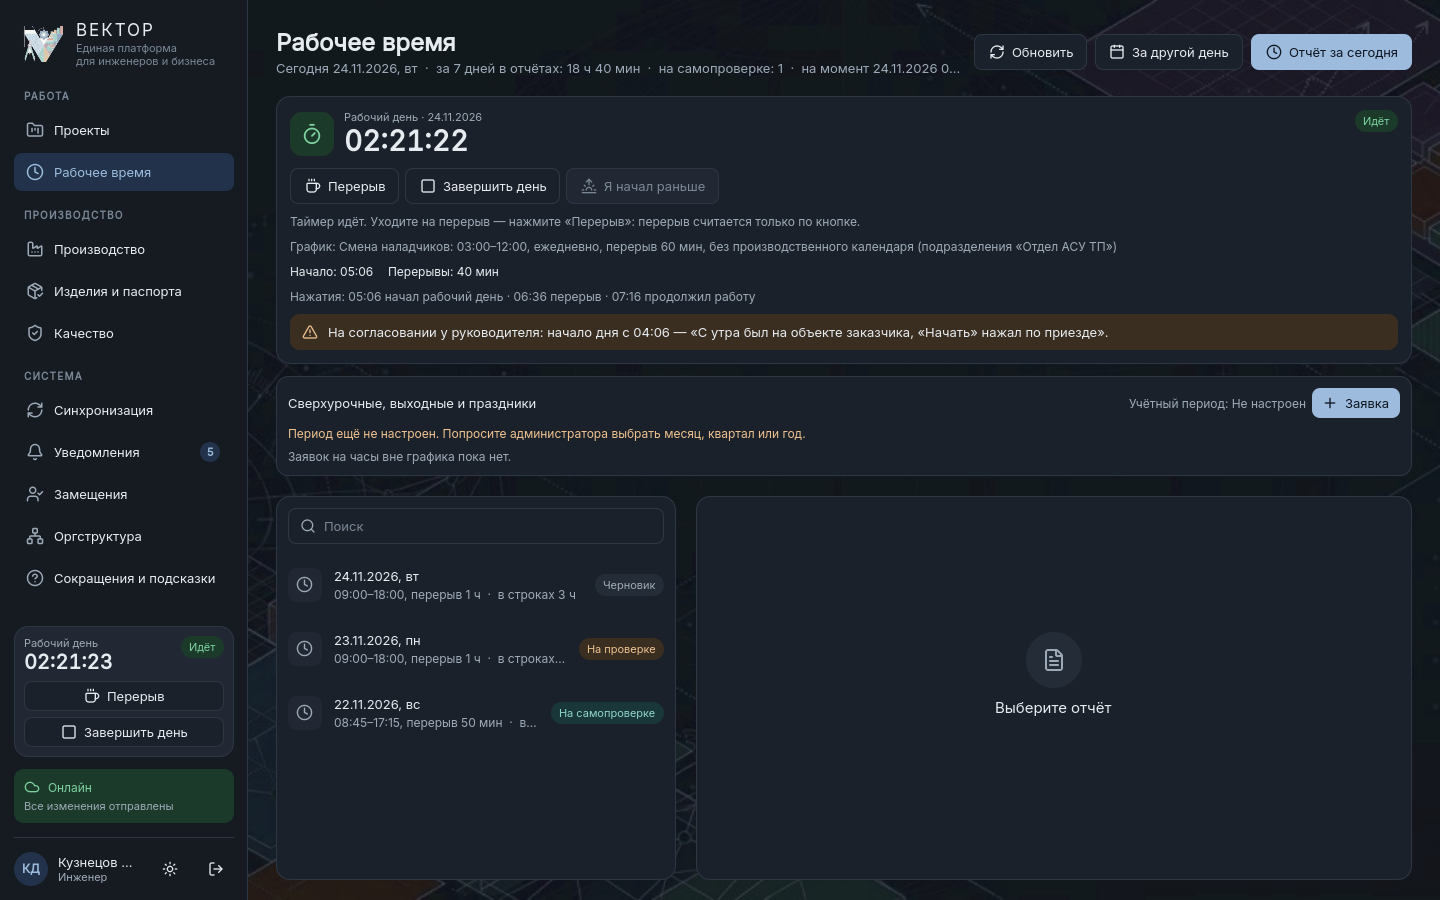 ВЕКТОР
Единая платформа
для инженеров и бизнеса
РАБОТА
Проекты
Рабочее время
ПРОИЗВОДСТВО
Производство
Изделия и паспорта
Качество
СИСТЕМА
Синхронизация
Уведомления 5
Замещения
Оргструктура
Сокращения и подсказки
Рабочий день
Идёт
02:21:23
Перерыв
Завершить день
Онлайн
Все изменения отправлены
КД
Кузнецов ...
Инженер
Рабочее время
Сегодня 24.11.2026, вт · за 7 дней в отчётах: 18 ч 40 мин · на самопроверке: 1 · на момент 24.11.2026 0...
Обновить
За другой день
Отчёт за сегодня
Рабочий день · 24.11.2026
02:21:22
Идёт
Перерыв
Завершить день
Я начал раньше
Таймер идёт. Уходите на перерыв — нажмите «Перерыв»: перерыв считается только по кнопке.
График: Смена наладчиков: 03:00–12:00, ежедневно, перерыв 60 мин, без производственного календаря (подразделения «Отдел АСУ ТП»)
Начало: 05:06 Перерывы: 40 мин
Нажатия: 05:06 начал рабочий день · 06:36 перерыв · 07:16 продолжил работу
На согласовании у руководителя: начало дня с 04:06 — «С утра был на объекте заказчика, «Начать» нажал по приезде».
Сверхурочные, выходные и праздники
Учётный период: Не настроен
Заявка
Период ещё не настроен. Попросите администратора выбрать месяц, квартал или год.
Заявок на часы вне графика пока нет.
Поиск
24.11.2026, вт
09:00–18:00, перерыв 1 ч · в строках 3 ч
Черновик
23.11.2026, пн
09:00–18:00, перерыв 1 ч · в строках...
На проверке
22.11.2026, вс
08:45–17:15, перерыв 50 мин · в...
На самопроверке
Выберите отчёт